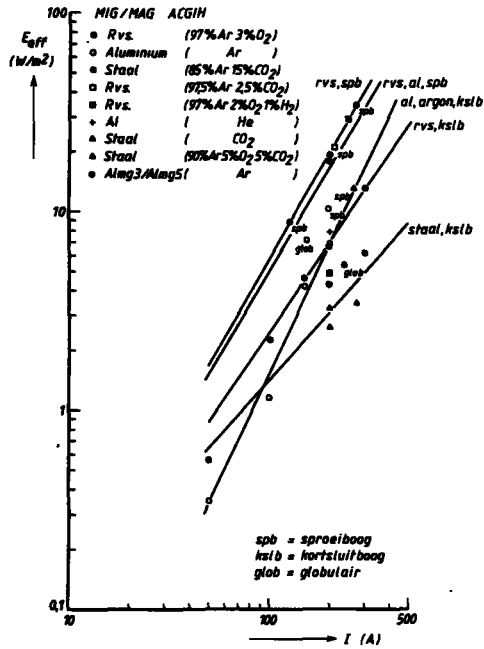 MIG/MAG ACGIH
Rvs. (97%Ar 3%O₂)
Aluminium ( Ar )
Staal (85%Ar 15%CO₂)
Rvs. (97,5%Ar 2,5%CO₂)
Rvs. (97%Ar 2%O₂ 1%H₂)
Al ( He )
Staal ( CO₂ )
Staal (90%Ar 5%O₂ 5%CO₂)
Almg3/Almg5 ( Ar )
E eff
(W/m2)
100
10
1
0,1
rvs, spb
rvs, al, spb
al, argon, kslb
rvs, kslb
staal, kslb
spb
spb
spb
glob
spb
spb
glob
spb = sproeiboog
kslb = kortsluitboog
glob = globulair
10
100
500
I (A)